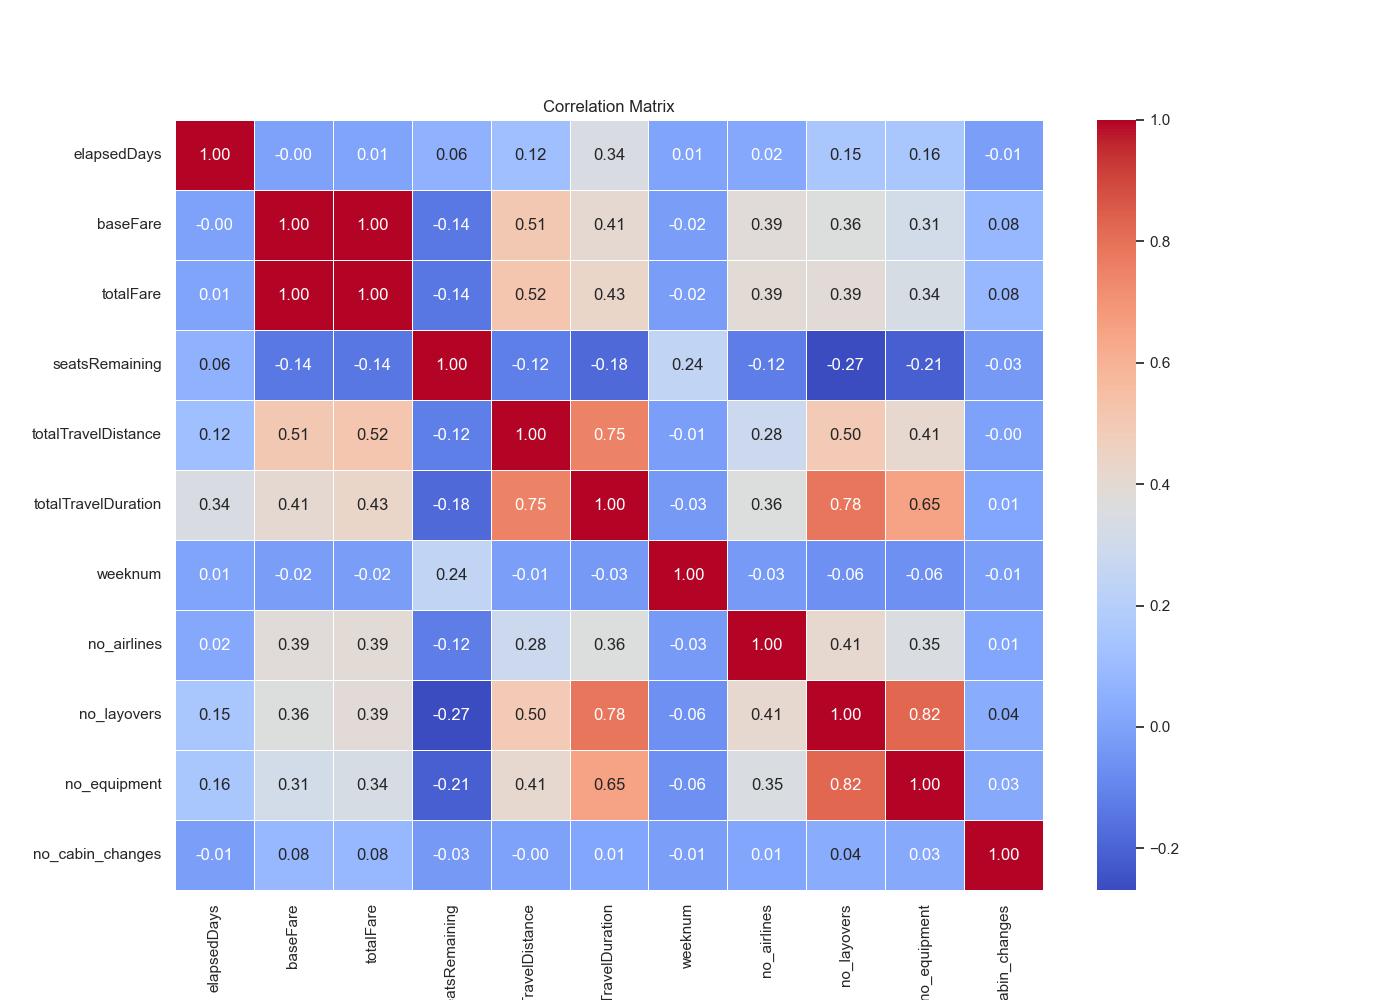 Correlation Matrix
elapsedDays 1.00 -0.00 0.01 0.06 0.12 0.34 0.01 0.02 0.15 0.16 -0.01
baseFare -0.00 1.00 1.00 -0.14 0.51 0.41 -0.02 0.39 0.36 0.31 0.08
totalFare 0.01 1.00 1.00 -0.14 0.52 0.43 -0.02 0.39 0.39 0.34 0.08
seatsRemaining 0.06 -0.14 -0.14 1.00 -0.12 -0.18 0.24 -0.12 -0.27 -0.21 -0.03
totalTravelDistance 0.12 0.51 0.52 -0.12 1.00 0.75 -0.01 0.28 0.50 0.41 -0.00
totalTravelDuration 0.34 0.41 0.43 -0.18 0.75 1.00 -0.03 0.36 0.78 0.65 0.01
weeknum 0.01 -0.02 -0.02 0.24 -0.01 -0.03 1.00 -0.03 -0.06 -0.06 -0.01
no_airlines 0.02 0.39 0.39 -0.12 0.28 0.36 -0.03 1.00 0.41 0.35 0.01
no_layovers 0.15 0.36 0.39 -0.27 0.50 0.78 -0.06 0.41 1.00 0.82 0.04
no_equipment 0.16 0.31 0.34 -0.21 0.41 0.65 -0.06 0.35 0.82 1.00 0.03
no_cabin_changes -0.01 0.08 0.08 -0.03 -0.00 0.01 -0.01 0.01 0.04 0.03 1.00
elapsedDays
baseFare
totalFare
eatsRemaining
TravelDistance
TravelDuration
weeknum
no_airlines
no_layovers
no_equipment
abin_changes
1.0
0.8
0.6
0.4
0.2
0.0
−0.2